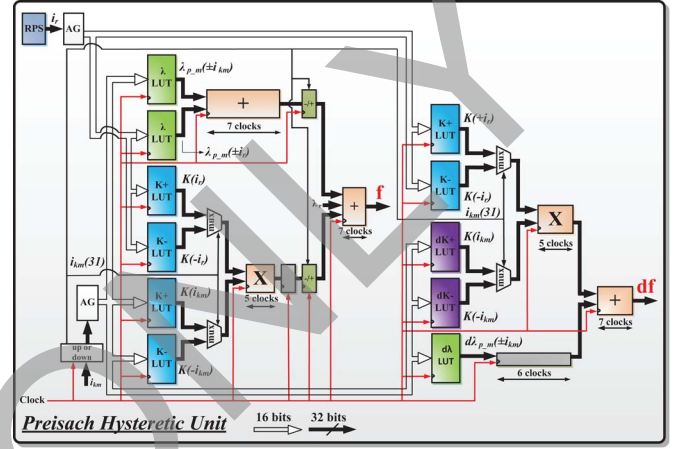 RPS
i_r
AG
λ
LUT
λ_p_m(±i_km)
+
7 clocks
-/+
λ
LUT
λ_p_m(±i_r)
K+
LUT
K(i_r)
mux
K-
LUT
K(-i_r)
i_km(31)
X
5 clocks
-/+
+
7 clocks
f
AG
K+
LUT
K(i_km)
mux
K-
LUT
K(-i_km)
up or
down
i_km
Clock
K+
LUT
K(±i_r)
mux
K-
LUT
K(-i_r)
i_km(31)
X
5 clocks
dK+
LUT
K(i_km)
mux
dK-
LUT
K(-i_km)
+
7 clocks
df
dλ
LUT
dλ_p_m(±i_km)
6 clocks
Preisach Hysteretic Unit
16 bits
32 bits
ONLY